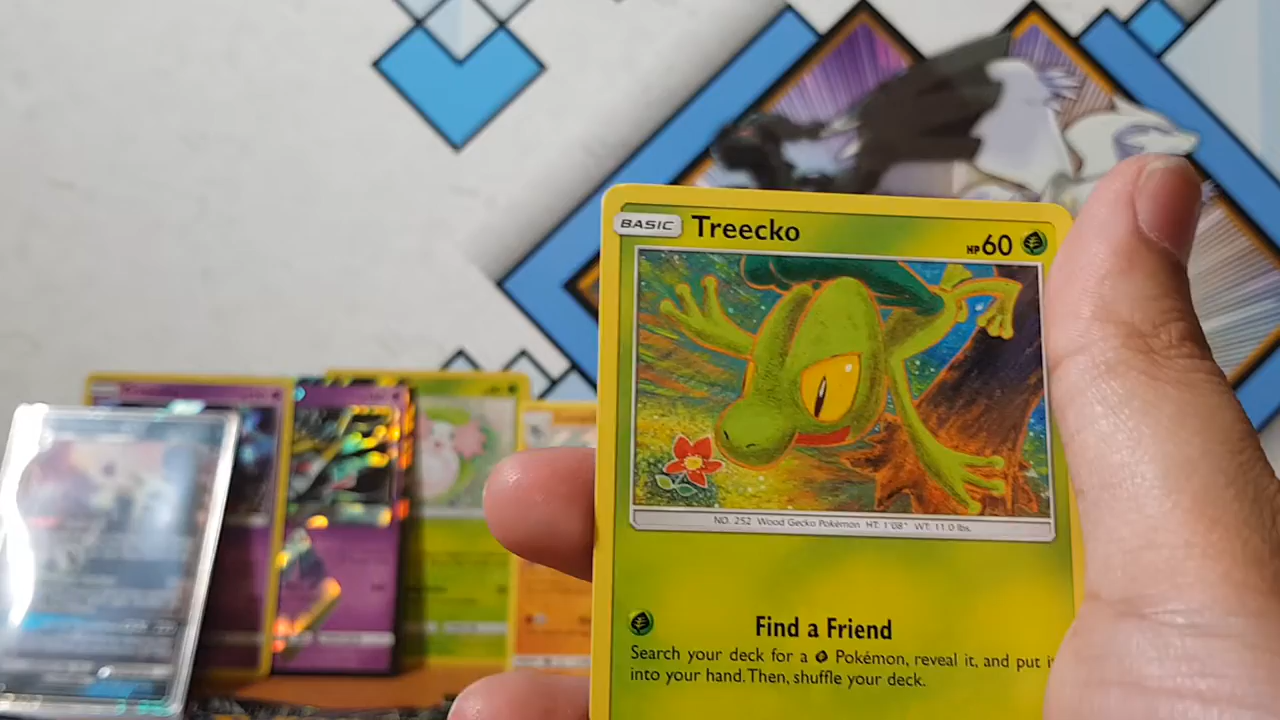 BASIC Treecko HP 60
NO. 252 Wood Gecko Pokémon HT: 1'08" WT: 11.0 lbs.
Find a Friend
Search your deck for a Pokémon, reveal it, and put it
into your hand. Then, shuffle your deck.